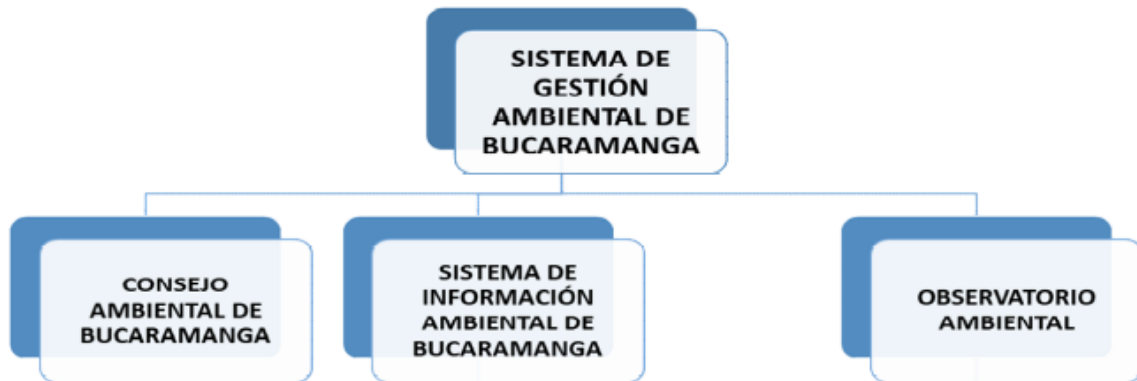 SISTEMA DE
GESTIÓN
AMBIENTAL DE
BUCARAMANGA
CONSEJO
AMBIENTAL DE
BUCARAMANGA
SISTEMA DE
INFORMACIÓN
AMBIENTAL DE
BUCARAMANGA
OBSERVATORIO
AMBIENTAL